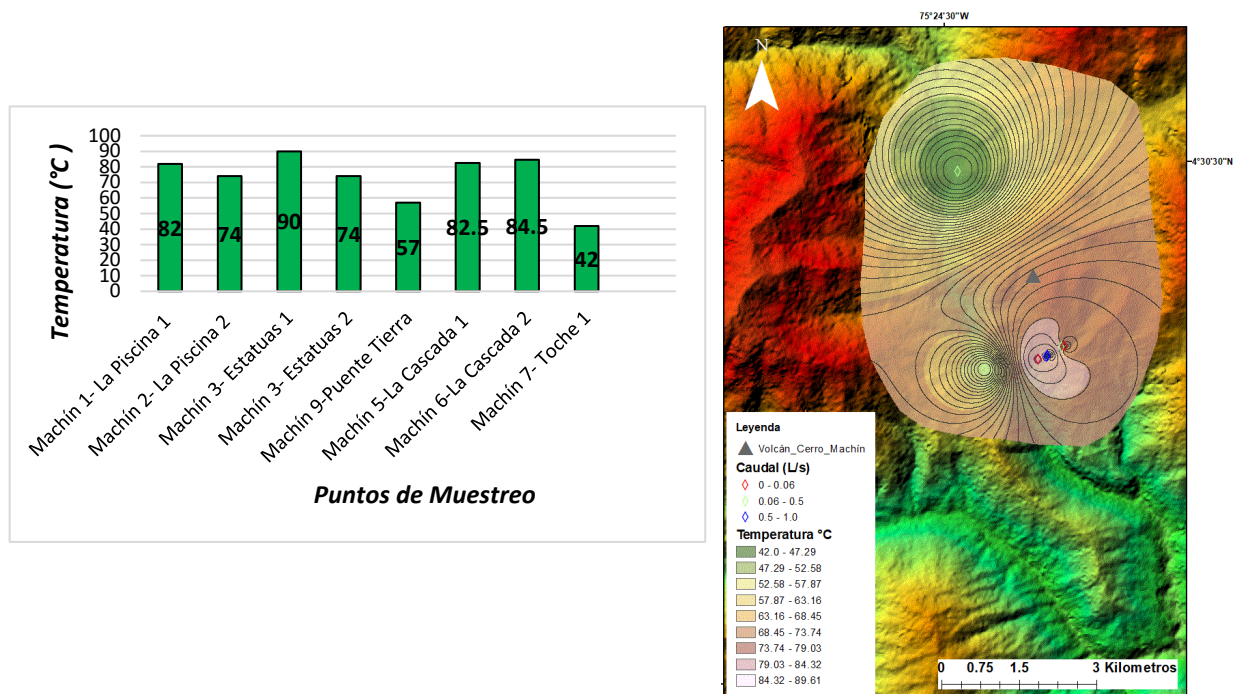 Temperatura (°C )
100
90
80
70
60
50
40
30
20
10
0
82
74
90
74
57
82.5
84.5
42
Machín 1- La Piscina 1
Machín 2- La Piscina 2
Machín 3- Estatuas 1
Machín 3- Estatuas 2
Machín 9-Puente Tierra
Machín 5-La Cascada 1
Machín 6-La Cascada 2
Machín 7- Toche 1
Puntos de Muestreo
75°24'30"W
N
4°30'30"N
Leyenda
Volcán_Cerro_Machín
Caudal (L/s)
0 - 0.06
0.06 - 0.5
0.5 - 1.0
Temperatura °C
42.0 - 47.29
47.29 - 52.58
52.58 - 57.87
57.87 - 63.16
63.16 - 68.45
68.45 - 73.74
73.74 - 79.03
79.03 - 84.32
84.32 - 89.61
0 0.75 1.5 3 Kilometros